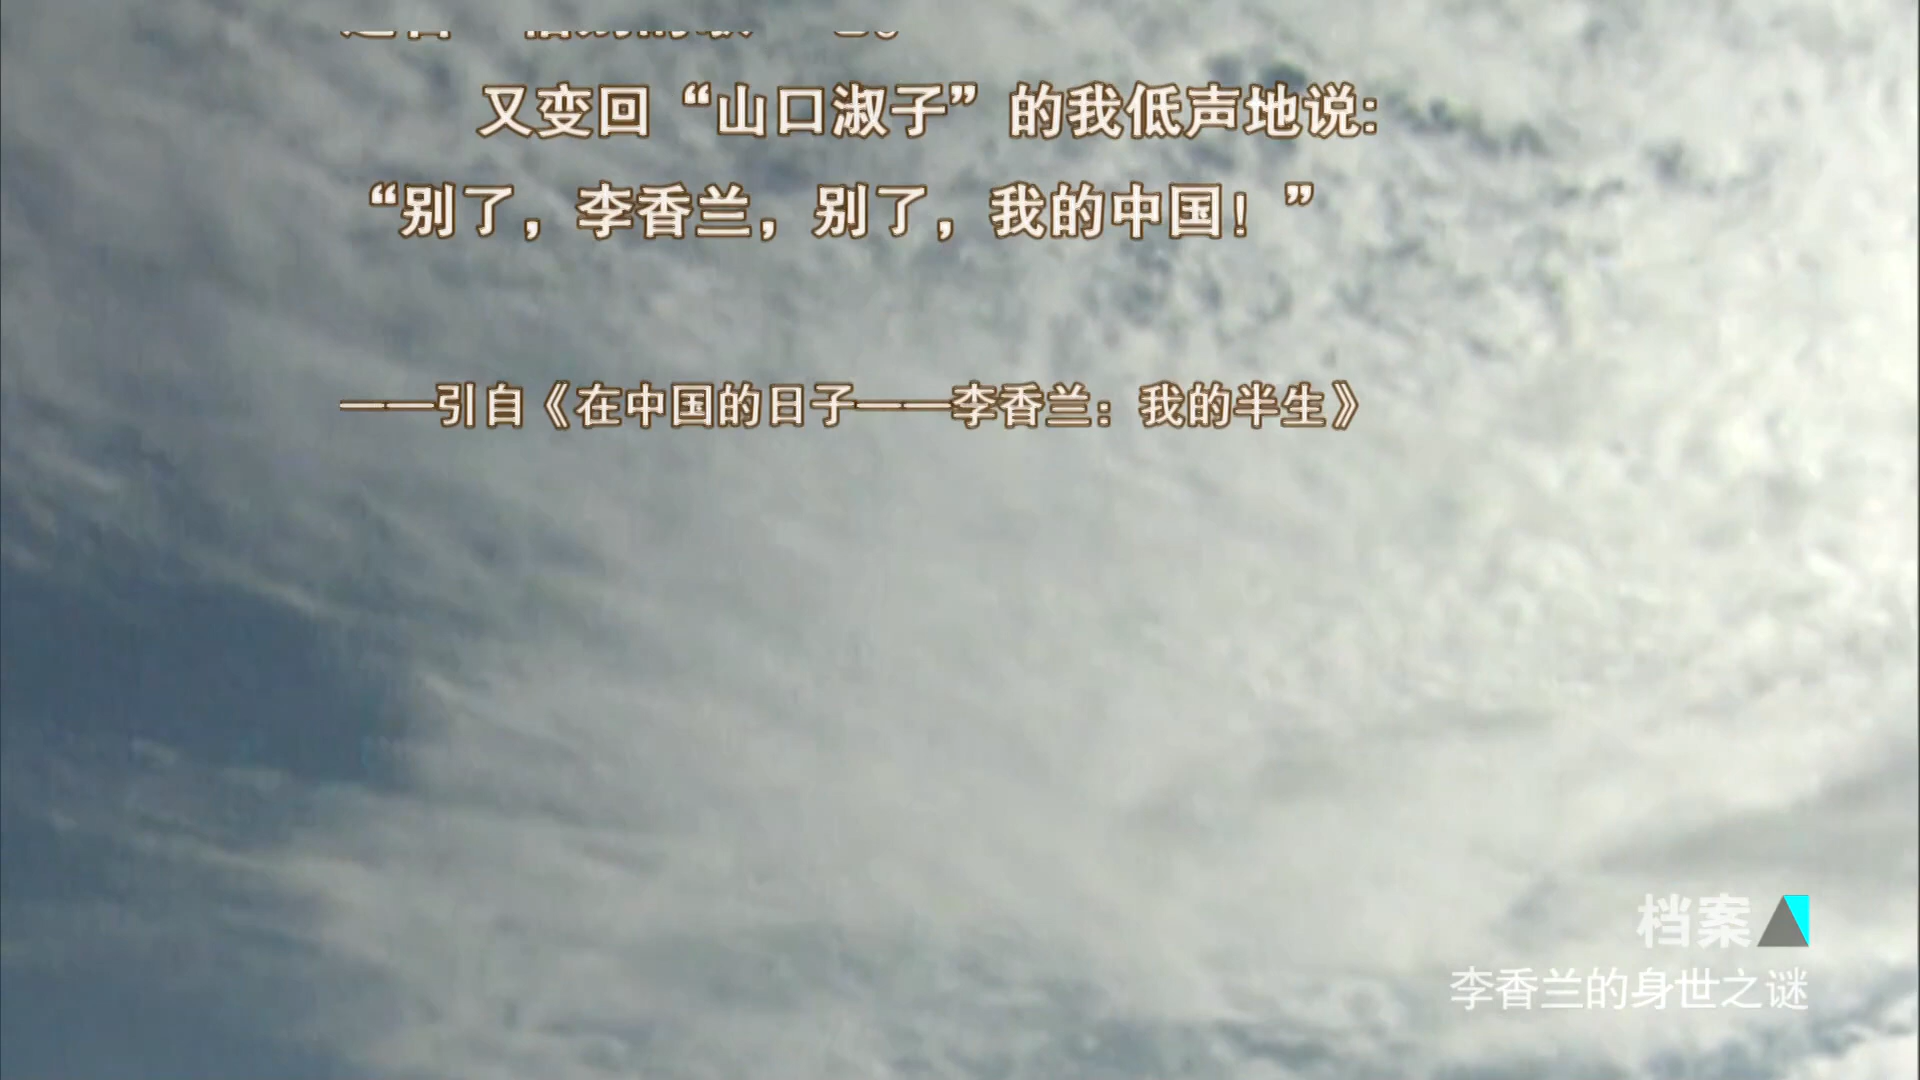 又变回“山口淑子”的我低声地说：
“别了，李香兰，别了，我的中国！”
——引自《在中国的日子——李香兰：我的半生》
档案
李香兰的身世之谜